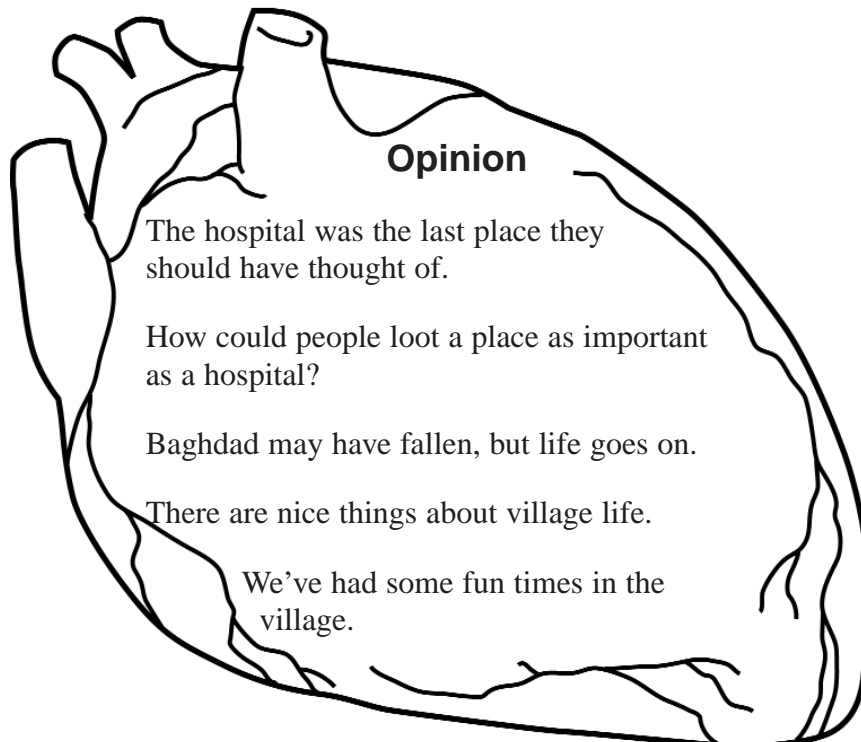 Opinion
The hospital was the last place they
should have thought of.
How could people loot a place as important
as a hospital?
Baghdad may have fallen, but life goes on.
There are nice things about village life.
We’ve had some fun times in the
village.